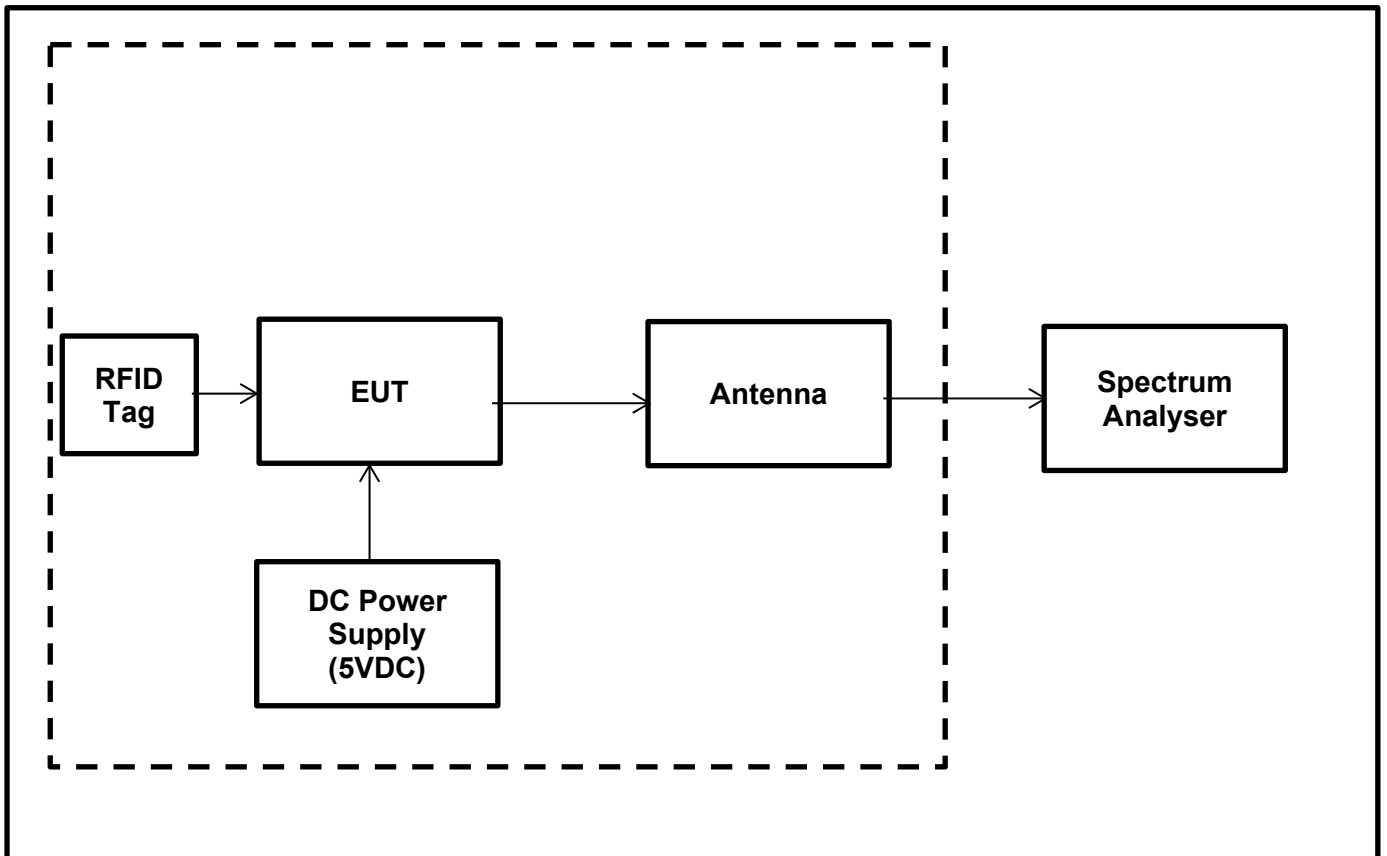 RFID
Tag
EUT
Antenna
Spectrum
Analyser
DC Power
Supply
(5VDC)